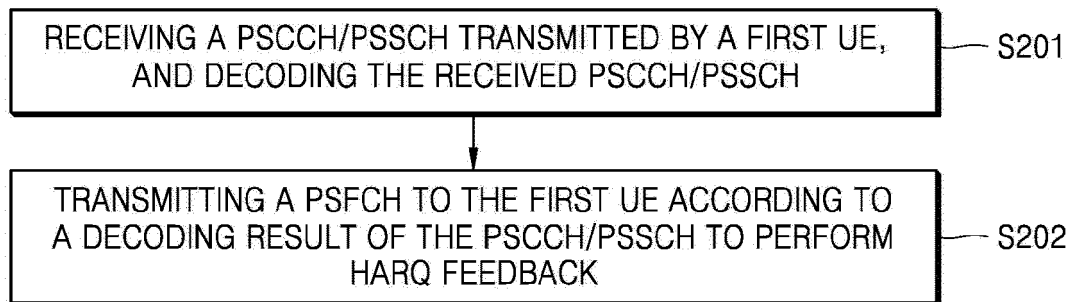 RECEIVING A PSCCH/PSSCH TRANSMITTED BY A FIRST UE,
AND DECODING THE RECEIVED PSCCH/PSSCH
S201
TRANSMITTING A PSFCH TO THE FIRST UE ACCORDING TO
A DECODING RESULT OF THE PSCCH/PSSCH TO PERFORM
HARQ FEEDBACK
S202